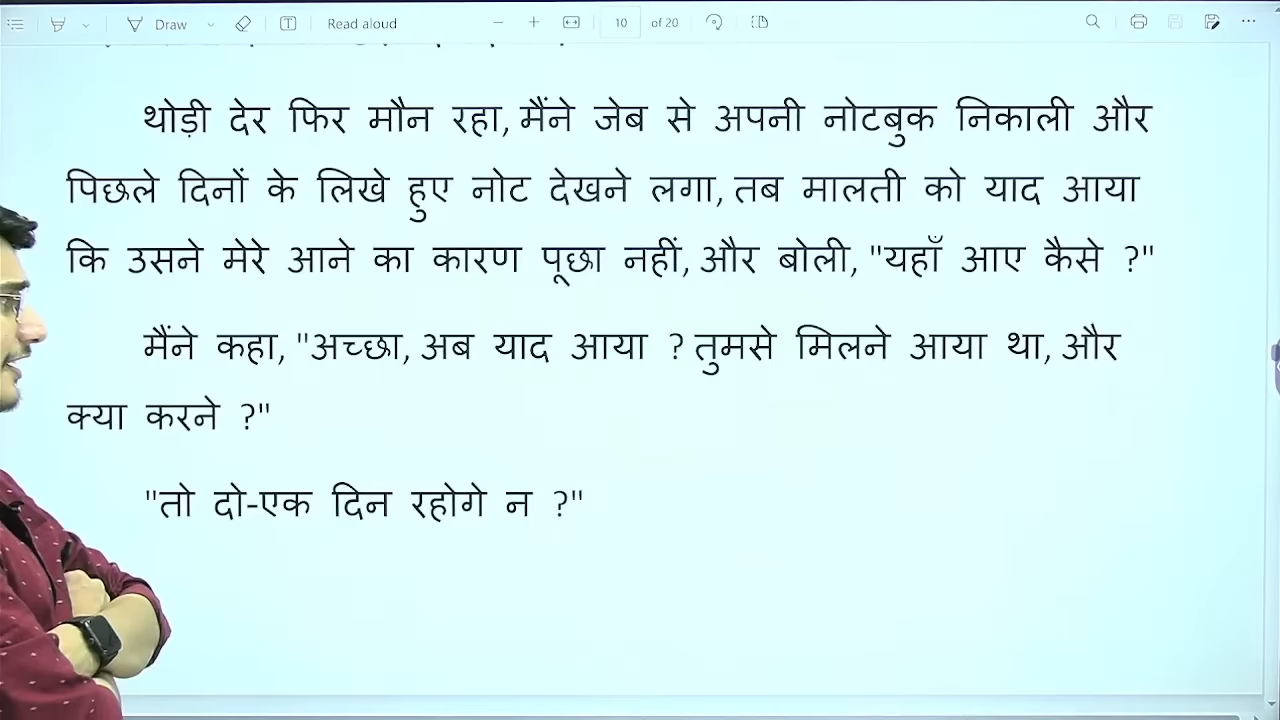 Draw
Read aloud
10 of 20
थोड़ी देर फिर मौन रहा, मैंने जेब से अपनी नोटबुक निकाली और
पिछले दिनों के लिखे हुए नोट देखने लगा, तब मालती को याद आया
कि उसने मेरे आने का कारण पूछा नहीं, और बोली, "यहाँ आए कैसे ?"
मैंने कहा, "अच्छा, अब याद आया ? तुमसे मिलने आया था, और
क्या करने ?"
"तो दो-एक दिन रहोगे न ?"